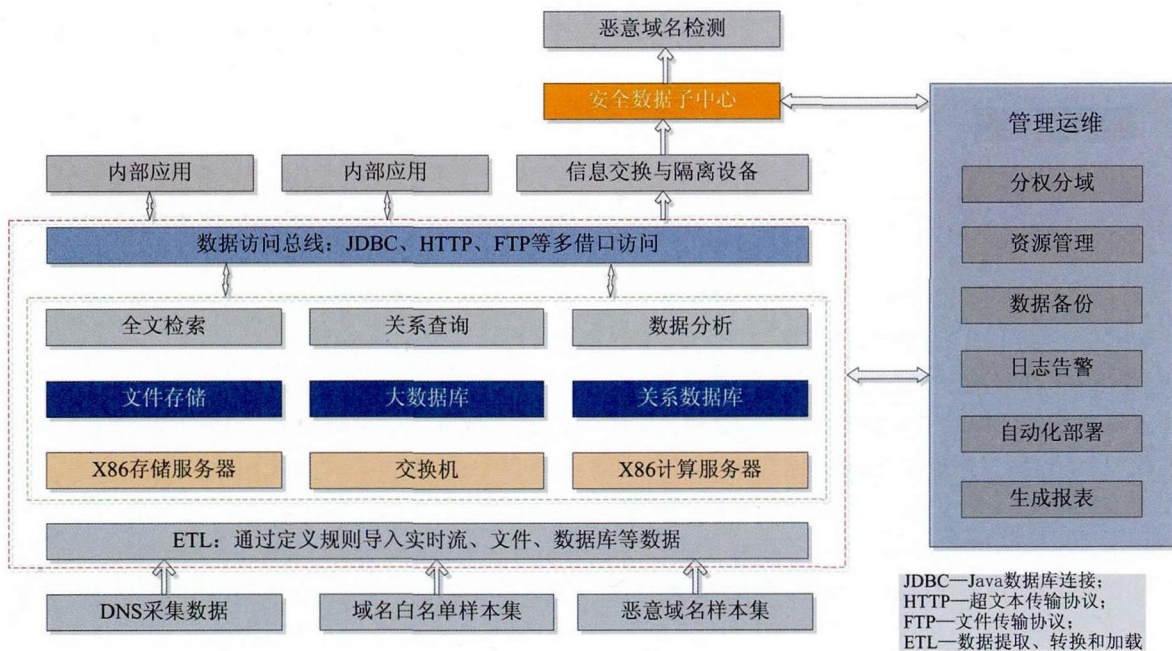 恶意域名检测
安全数据子中心
管理运维
内部应用
内部应用
信息交换与隔离设备
分权分域
数据访问总线：JDBC、HTTP、FTP等多借口访问
资源管理
全文检索
关系查询
数据分析
数据备份
日志告警
文件存储
大数据库
关系数据库
自动化部署
X86存储服务器
交换机
X86计算服务器
生成报表
ETL：通过定义规则导入实时流、文件、数据库等数据
DNS采集数据
域名白名单样本集
恶意域名样本集
JDBC—Java数据库连接；
HTTP—超文本传输协议；
FTP—文件传输协议；
ETL—数据提取、转换和加载